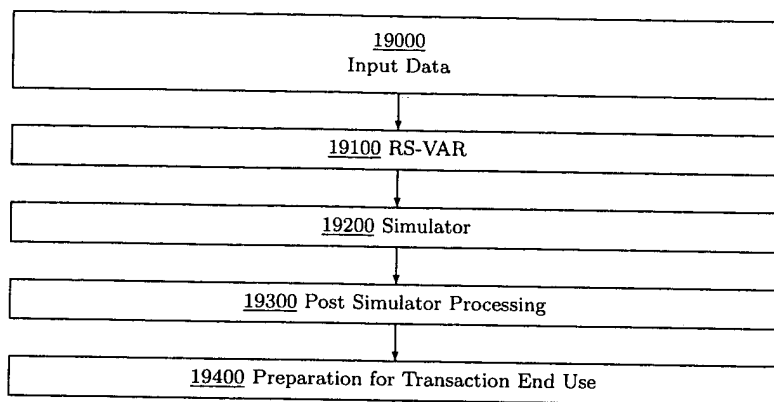 19000
Input Data
19100 RS-VAR
19200 Simulator
19300 Post Simulator Processing
19400 Preparation for Transaction End Use